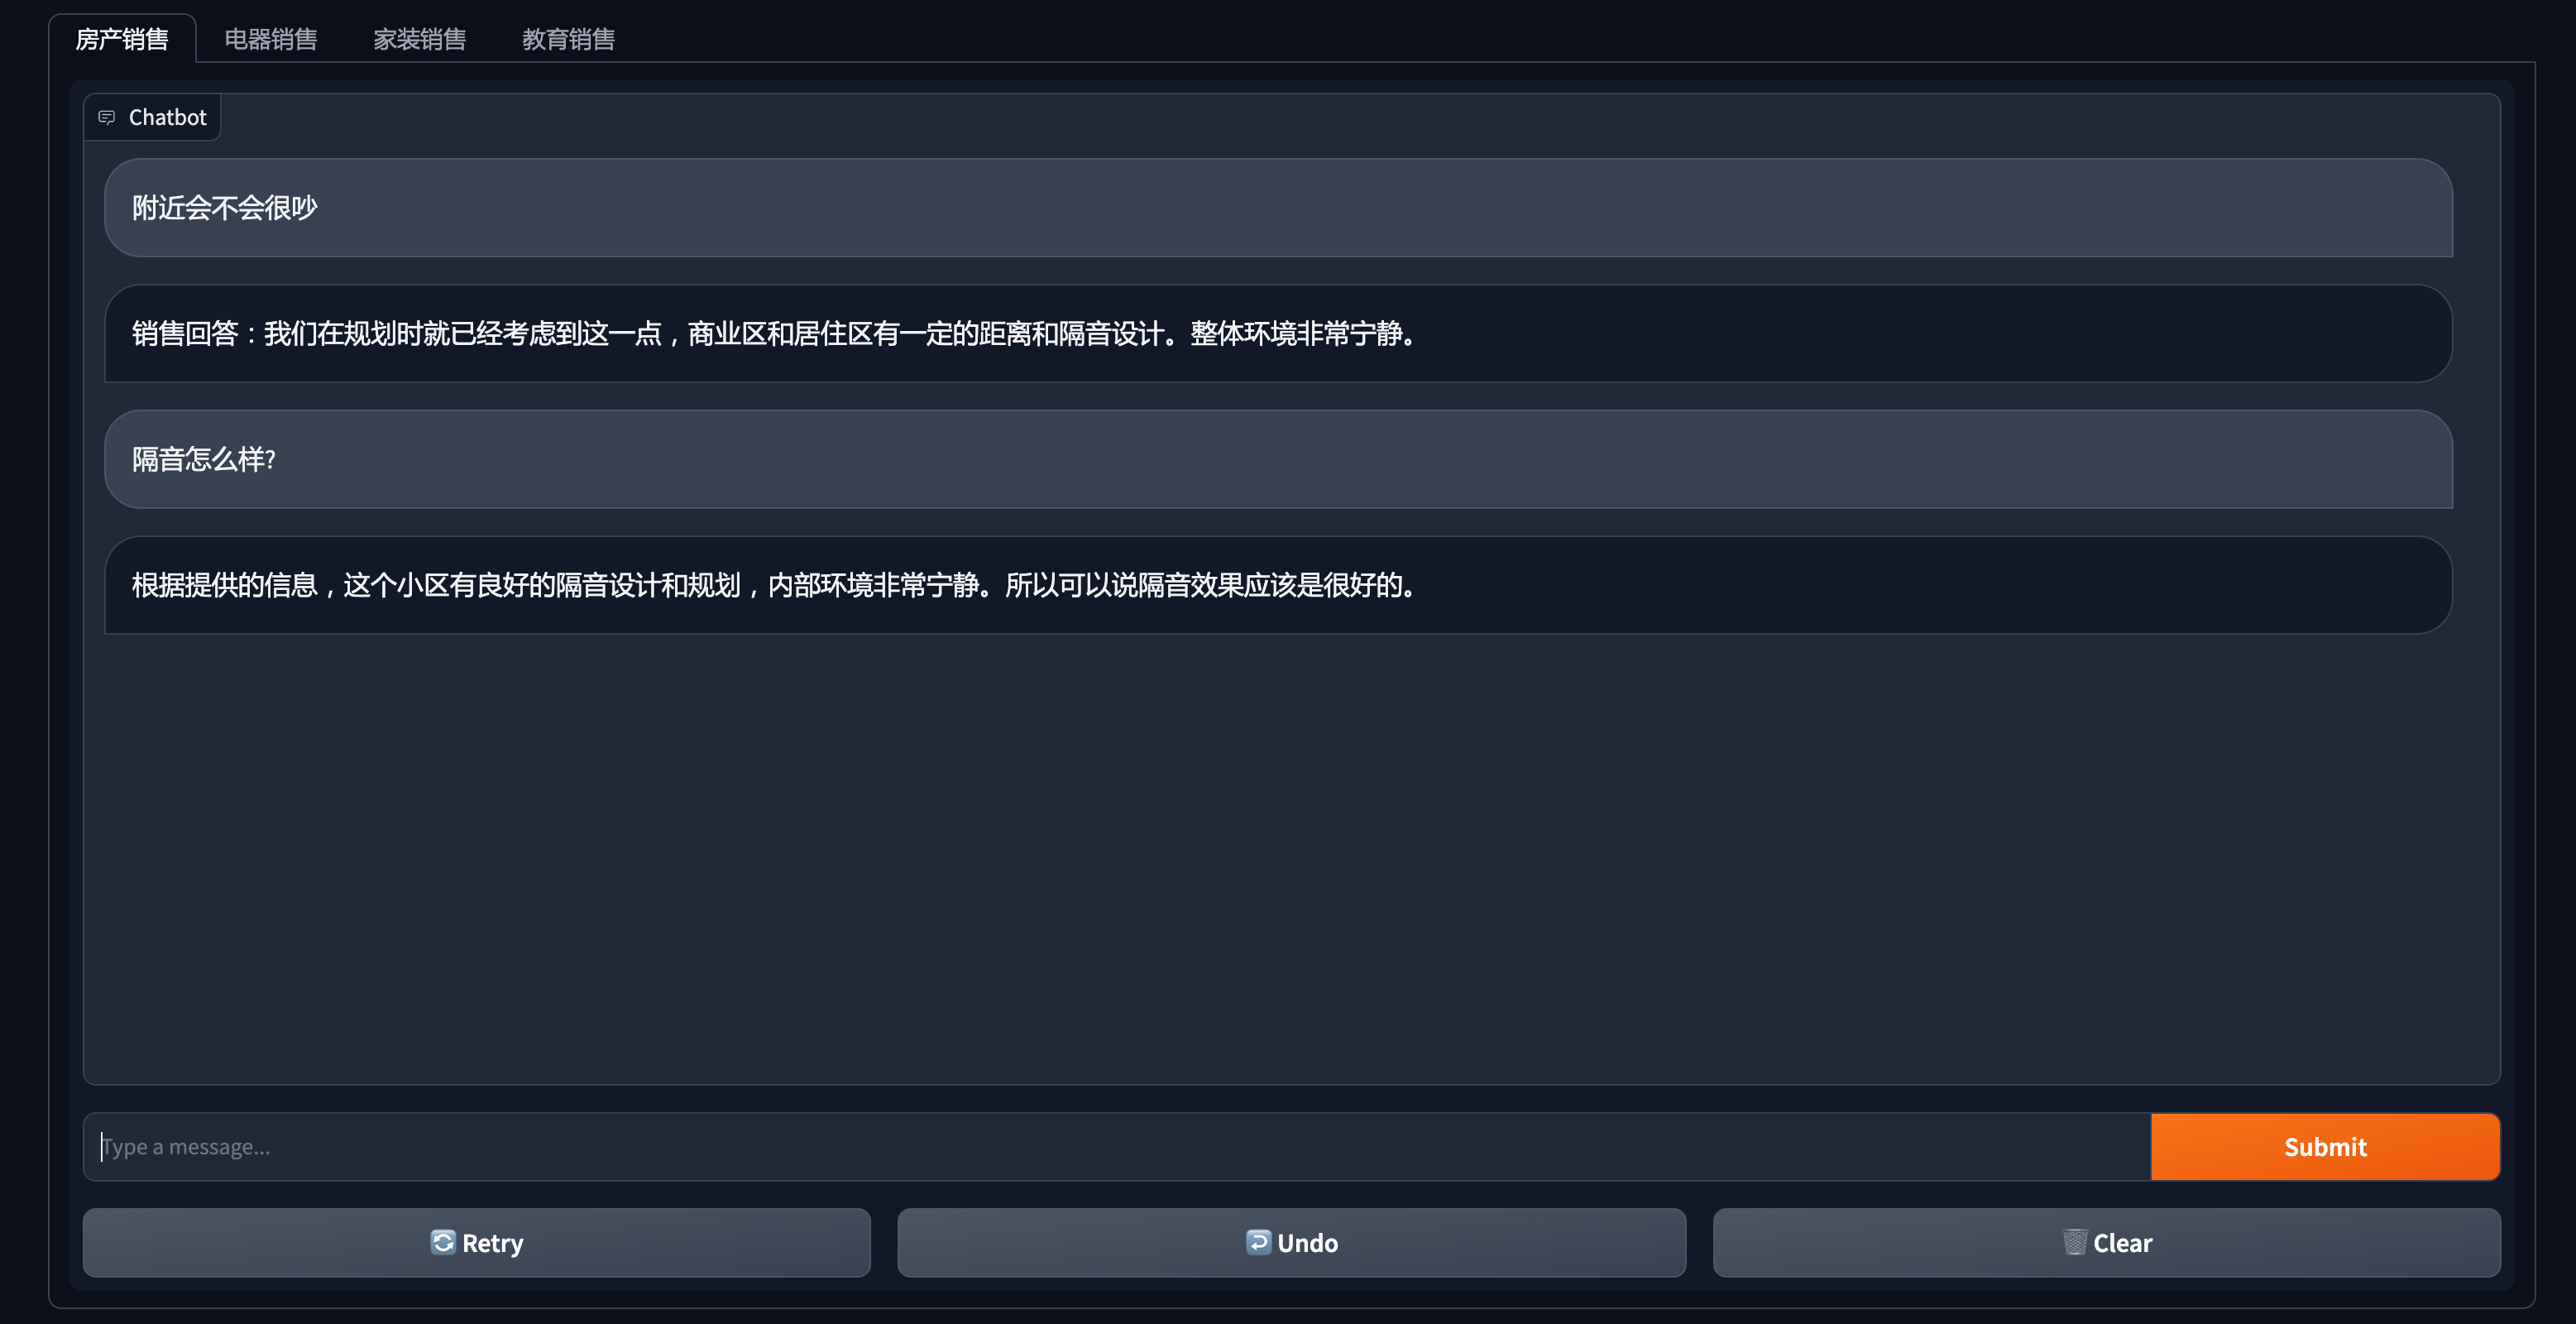 房产销售 电器销售 家装销售 教育销售
Chatbot
附近会不会很吵
销售回答：我们在规划时就已经考虑到这一点，商业区和居住区有一定的距离和隔音设计。整体环境非常宁静。
隔音怎么样?
根据提供的信息，这个小区有良好的隔音设计和规划，内部环境非常宁静。所以可以说隔音效果应该是很好的。
Type a message...
Submit
Retry Undo Clear